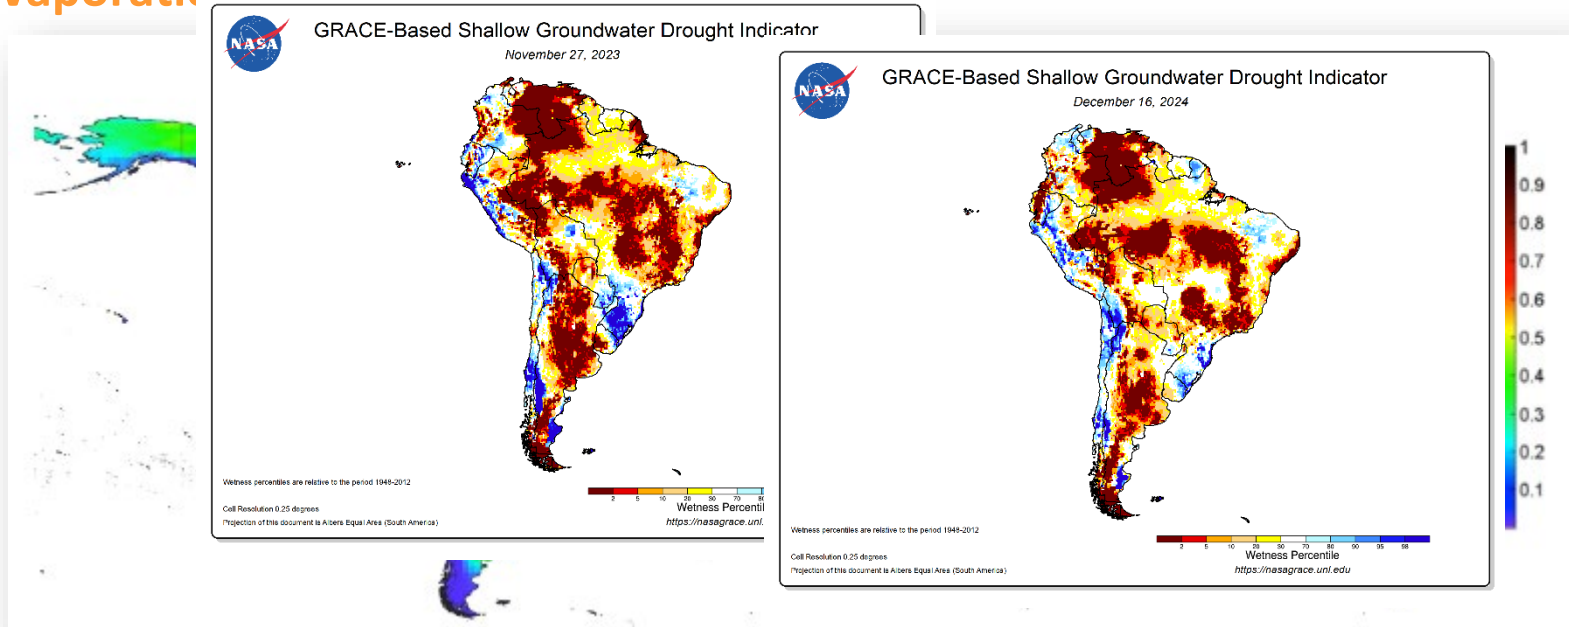 NASA
GRACE-Based Shallow Groundwater Drought Indicator
November 27, 2023
Wetness percentiles are relative to the period 1948-2012
Cell Resolution 0.25 degrees
Projection of this document is Albers Equal Area (South America)
2 5 10 20 30 70
https://nasagrace.unl.
NASA
GRACE-Based Shallow Groundwater Drought Indicator
December 16, 2024
Wetness percentiles are relative to the period 1948-2012
Cell Resolution 0.25 degrees
Projection of this document is Albers Equal Area (South America)
2 5 10 20 30 70 80 90 95 98
Wetness Percentile
https://nasagrace.unl.edu
1
0.9
0.8
0.7
0.6
0.5
0.4
0.3
0.2
0.1